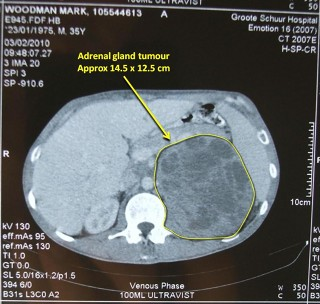 100ML ULTRAVIST
C 50
WOODMAN MARK, 105544613
E945.FDF HB
*23/01/1975, M, 35Y
03/02/2010
09:48:07.27
3 IMA 20
SPI 3
SP -910.6
A
Groote Schuur Hospital
Emotion 16 (2007)
CT 2007E
H-SP-CR
Adrenal gland tumour
Approx 14.5 x 12.5 cm
R
10cm
kV 130
eff.mAs 95
ref.mAs 130
TI 1.0
GT 0.0
SL 5.0/16x1.2/p1.5
394 6/0
B31s L3C0 A2
Venous Phase
100ML ULTRAVIST
W 350
C 50
R
kV 130